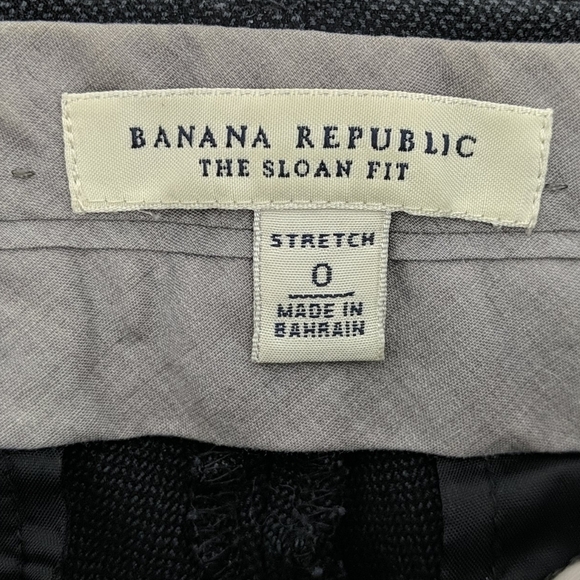 BANANA REPUBLIC
THE SLOAN FIT
STRETCH
0
MADE IN
BAHRAIN